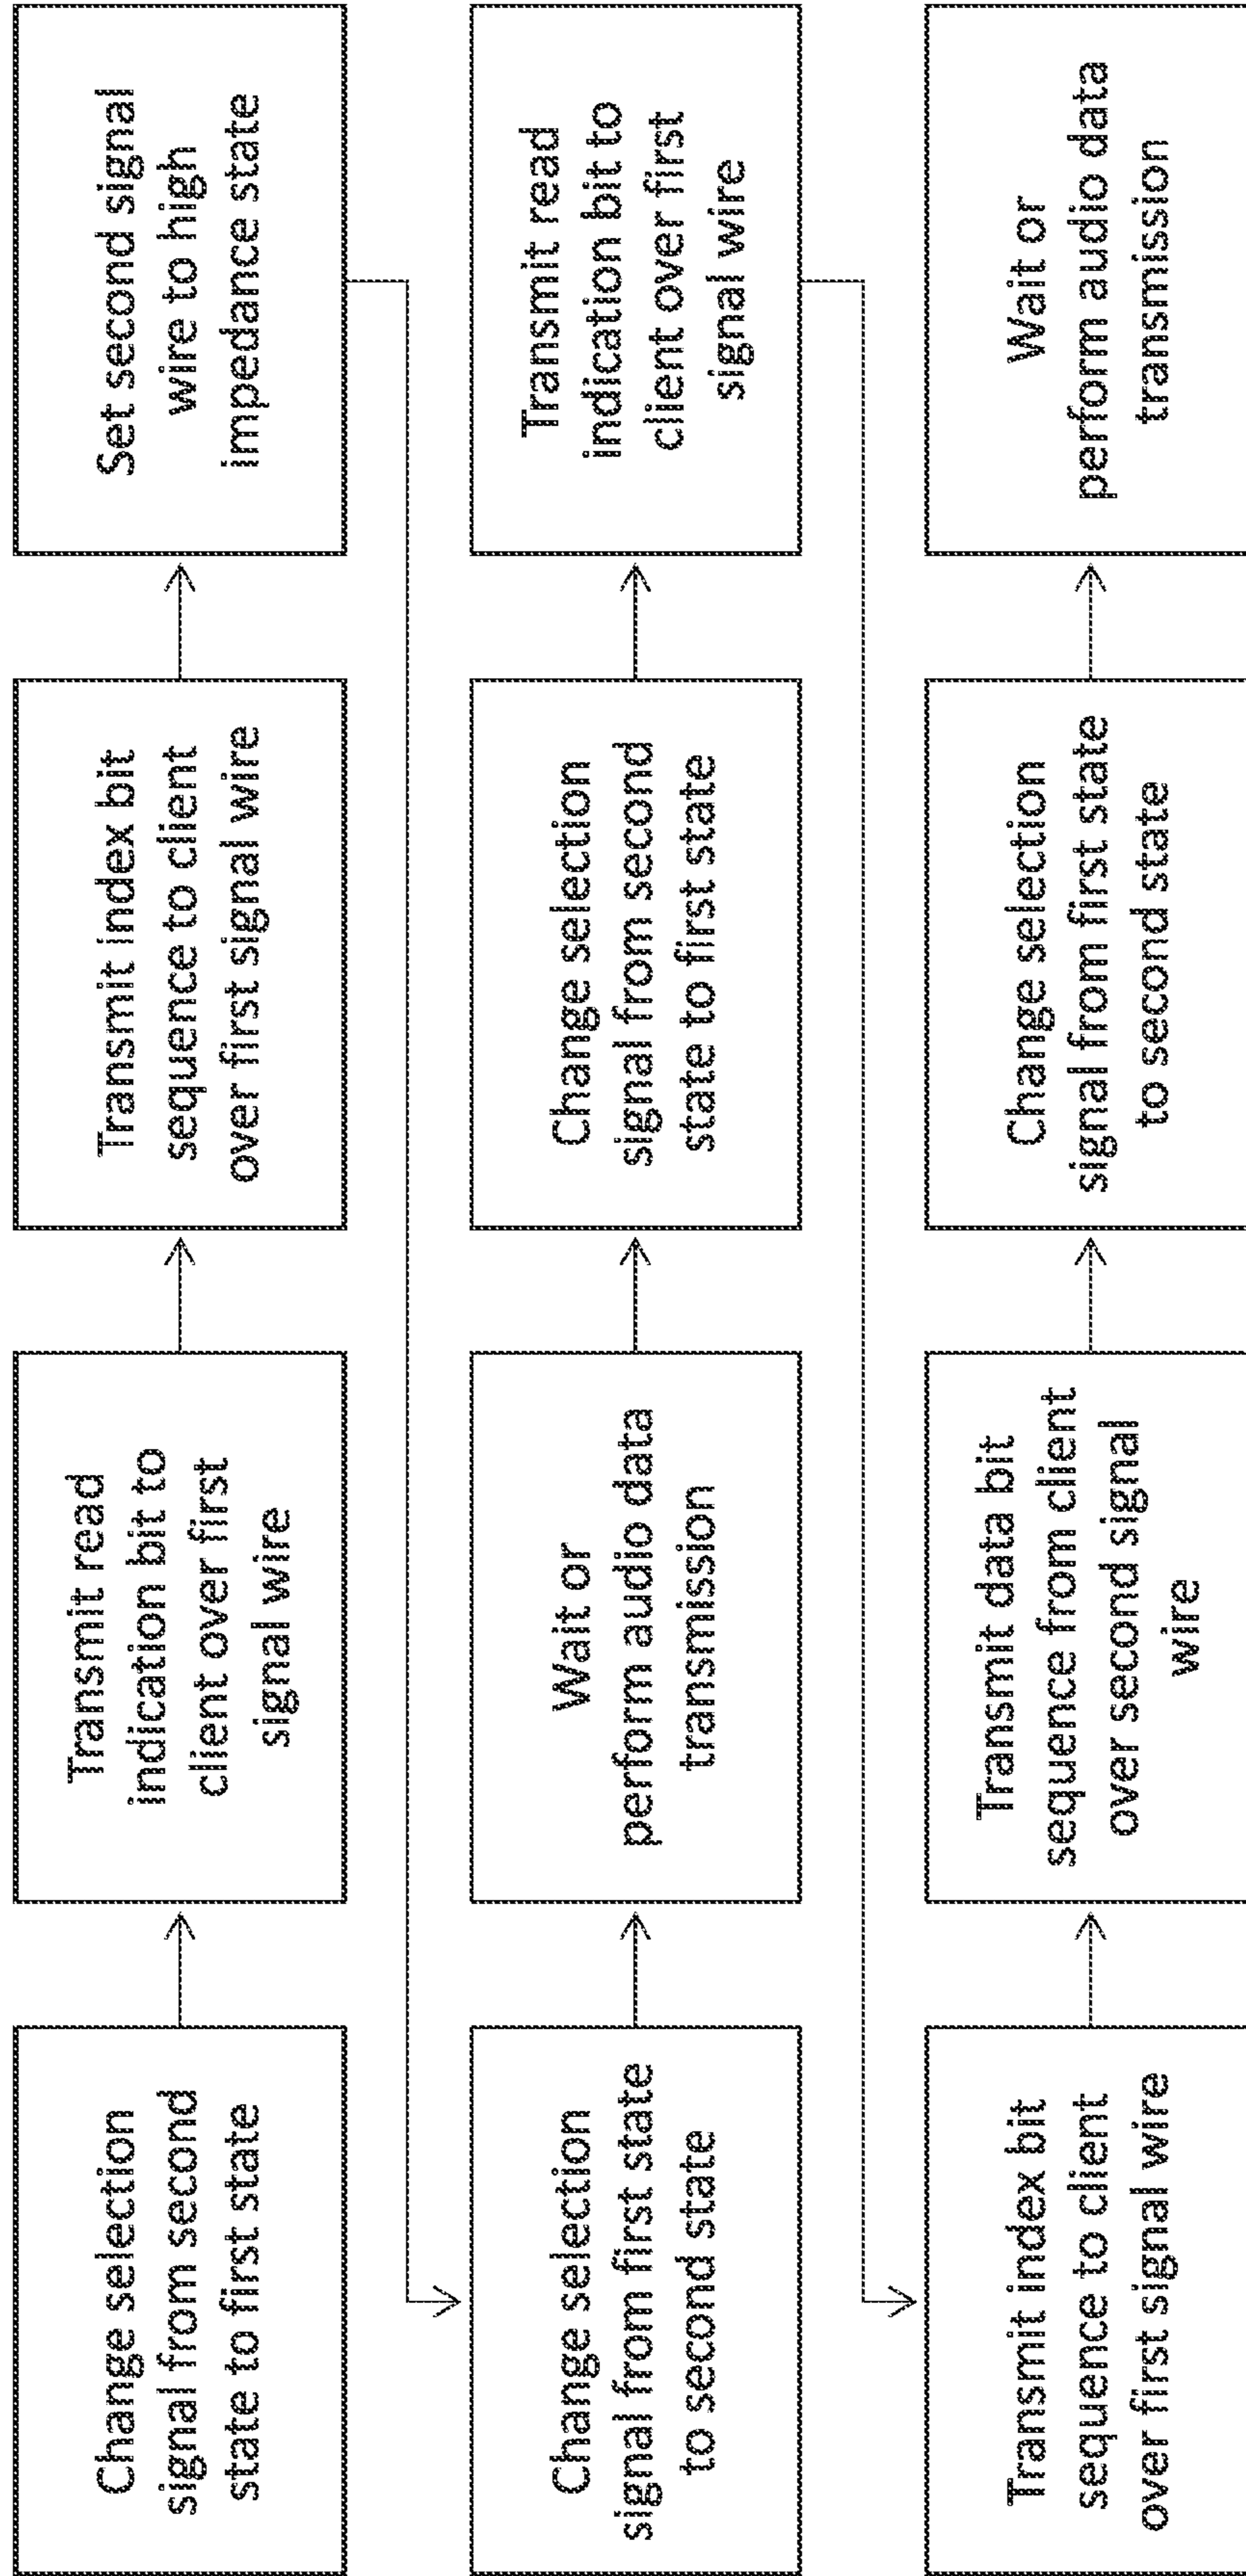 Change selection
signal from second
state to first state
Transmit read
indication bit to
client over first
signal wire
Transmit index bit
sequence to client
over first signal wire
Set second signal
wire to high
impedance state
Change selection
signal from first state
to second state
Wait or
perform audio data
transmission
Change selection
signal from second
state to first state
Transmit read
indication bit to
client over first
signal wire
Transmit index bit
sequence to client
over first signal wire
Transmit data bit
sequence from client
over second signal
wire
Change selection
signal from first state
to second state
Wait or
perform audio data
transmission